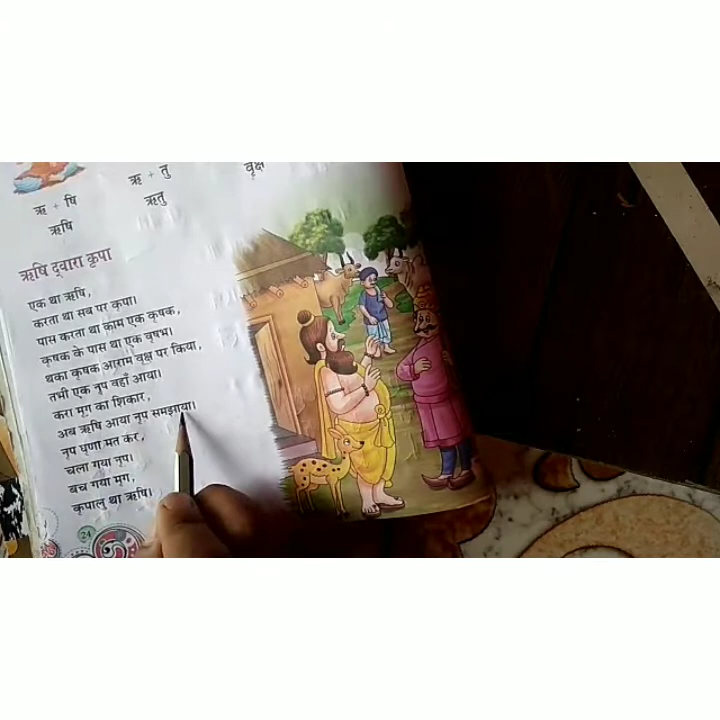 ऋ + षि
ऋषि
ऋ + तु
ऋतु
वृक्ष
ऋषि द्वारा कृपा
एक था ऋषि,
करता था सब पर कृपा।
पास करता था काम एक कृषक,
कृषक के पास था एक वृषभ।
थका कृषक आराम वृक्ष पर किया,
तभी एक नृप वहाँ आया।
करा मृग का शिकार,
अब ऋषि आया नृप समझाया।
नृप घृणा मत कर,
चला गया नृप।
बच गया मृग,
कृपालु था ऋषि।
24